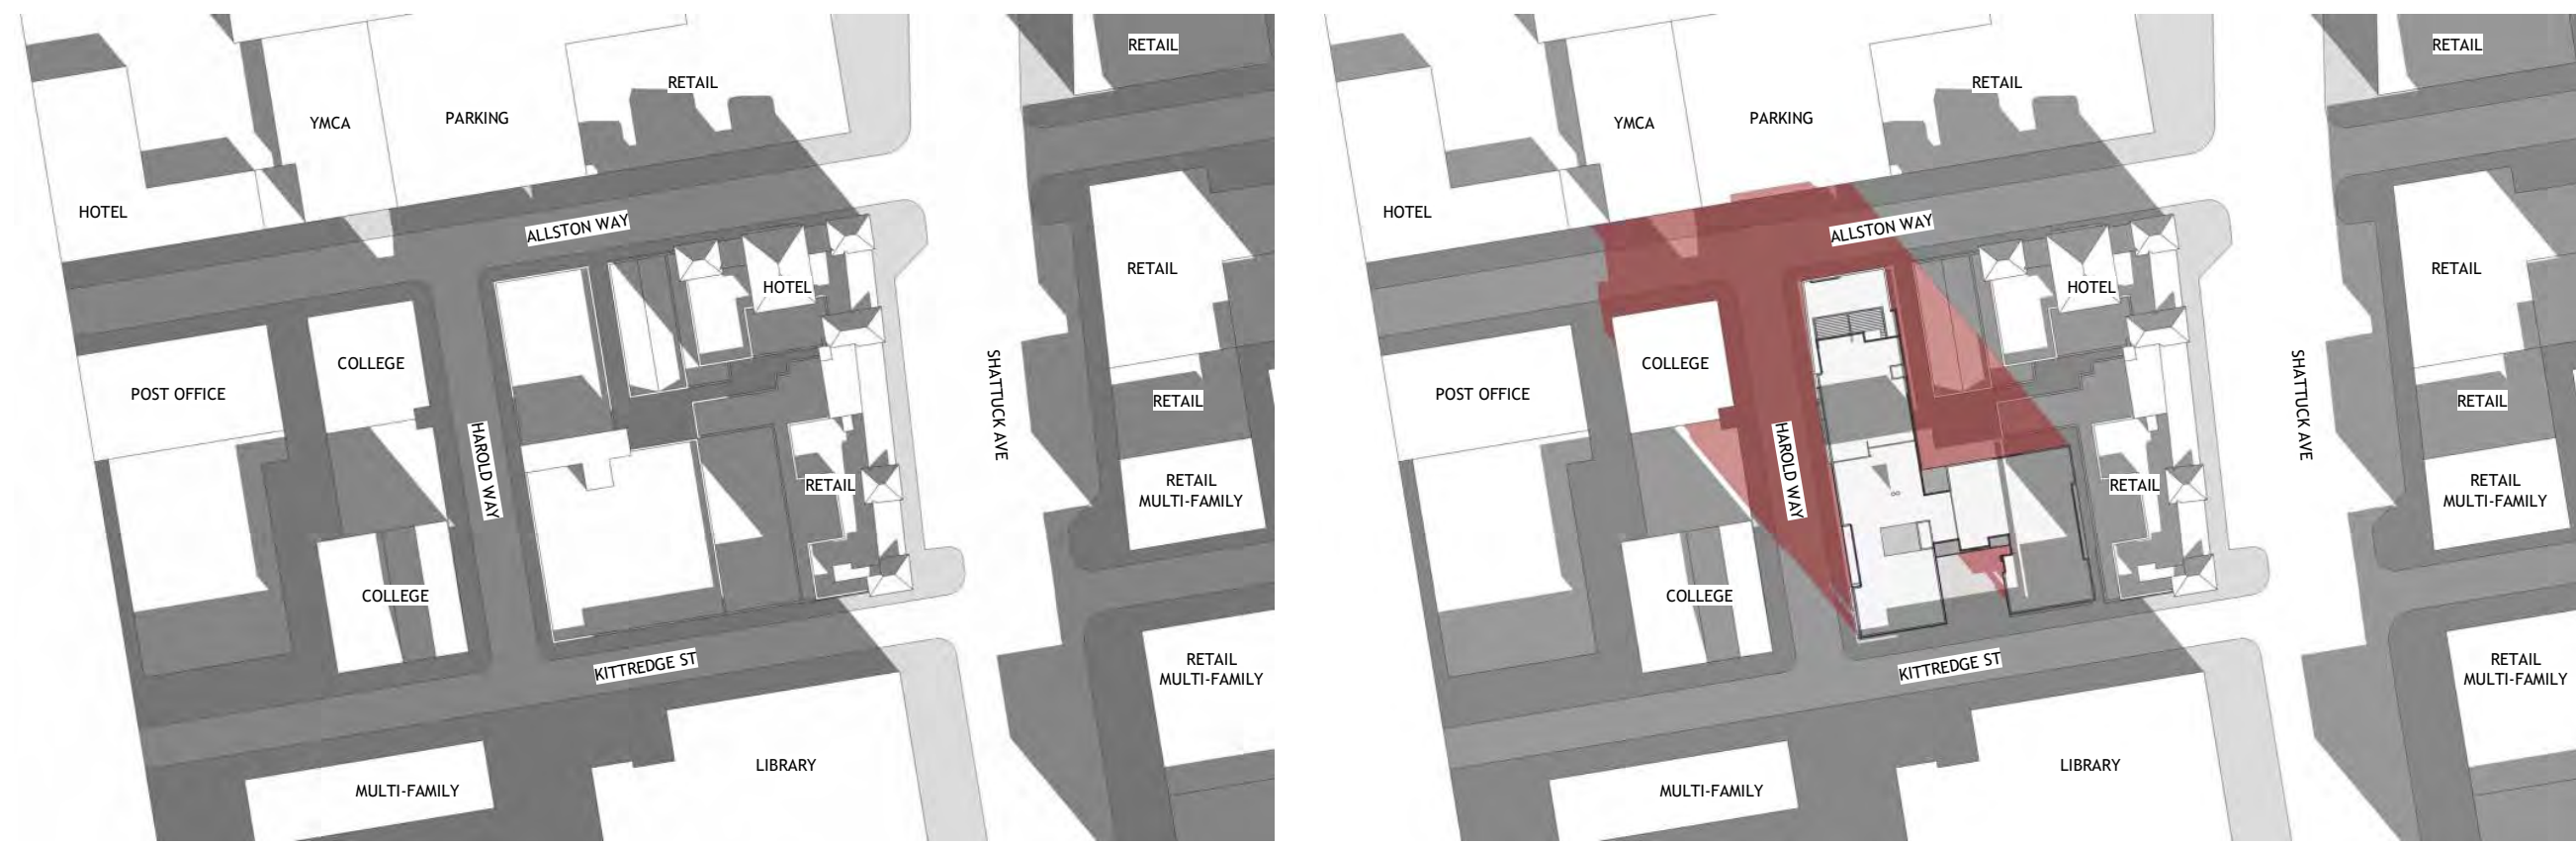 RETAIL
RETAIL
YMCA
PARKING
HOTEL
ALLSTON WAY
RETAIL
HOTEL
COLLEGE
POST OFFICE
SHATTUCK AVE
RETAIL
HAROLD WAY
RETAIL
RETAIL
MULTI-FAMILY
COLLEGE
KITTREDGE ST
RETAIL
MULTI-FAMILY
LIBRARY
MULTI-FAMILY
RETAIL
RETAIL
YMCA
PARKING
HOTEL
ALLSTON WAY
RETAIL
HOTEL
COLLEGE
POST OFFICE
SHATTUCK AVE
RETAIL
HAROLD WAY
RETAIL
RETAIL
MULTI-FAMILY
COLLEGE
KITTREDGE ST
RETAIL
MULTI-FAMILY
LIBRARY
MULTI-FAMILY